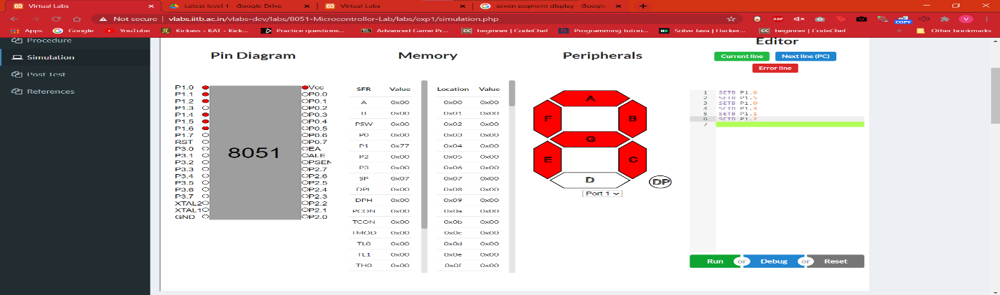 Virtual Labs × Latest level 1 Google Drive × Virtual Labs × seven segment display - Google × +
Not secure | vlabs.iitb.ac.in/vlabs-dev/labs/8051-Microcontroller-Lab/labs/exp1/simulation.php ABP Tp COPY V
Apps Google YouTube Kickass - KAT - Kick... Practice questions... Advanced Game Pr... CC beginner | CodeChef Programming Tutori... Solve Java | Hacker... CC beginner | CodeChef » Other bookmarks
Procedure
Simulation
Post Test
References
Pin Diagram
P1.0 Vcc
P1.1 P0.0
P1.2 P0.1
P1.3 P0.2
P1.4 P0.3
P1.5 P0.4
P1.6 P0.5
P1.7 P0.6
RST P0.7
P3.0 EA
P3.1 ALE
P3.2 PSEN
P3.3 P2.7
P3.4 P2.6
P3.5 P2.5
P3.6 P2.4
P3.7 P2.3
XTAL2 P2.2
XTAL1 P2.1
GND P2.0
8051
Memory
SFR Value Location Value
A 0x00 0x00 0x00
B 0x00 0x01 0x00
PSW 0x00 0x02 0x00
P0 0x00 0x03 0x00
P1 0x77 0x04 0x00
P2 0x00 0x05 0x00
P3 0x00 0x06 0x00
SP 0x07 0x07 0x00
DPL 0x00 0x08 0x00
DPH 0x00 0x09 0x00
PCON 0x00 0x0a 0x00
TCON 0x00 0x0b 0x00
TMOD 0x00 0x0c 0x00
TL0 0x00 0x0d 0x00
TL1 0x00 0x0e 0x00
TH0 0x00 0x0f 0x00
Peripherals
A
F B
G
E C
D DP
Port 1
Editor
Current line Next line (PC)
Error line
1 SETB P1.6
2 SETB P1.5
3 SETB P1.0
4 SETB P1.4
5 SETB P1.1
6 SETB P1.2
7
Run or Debug or Reset